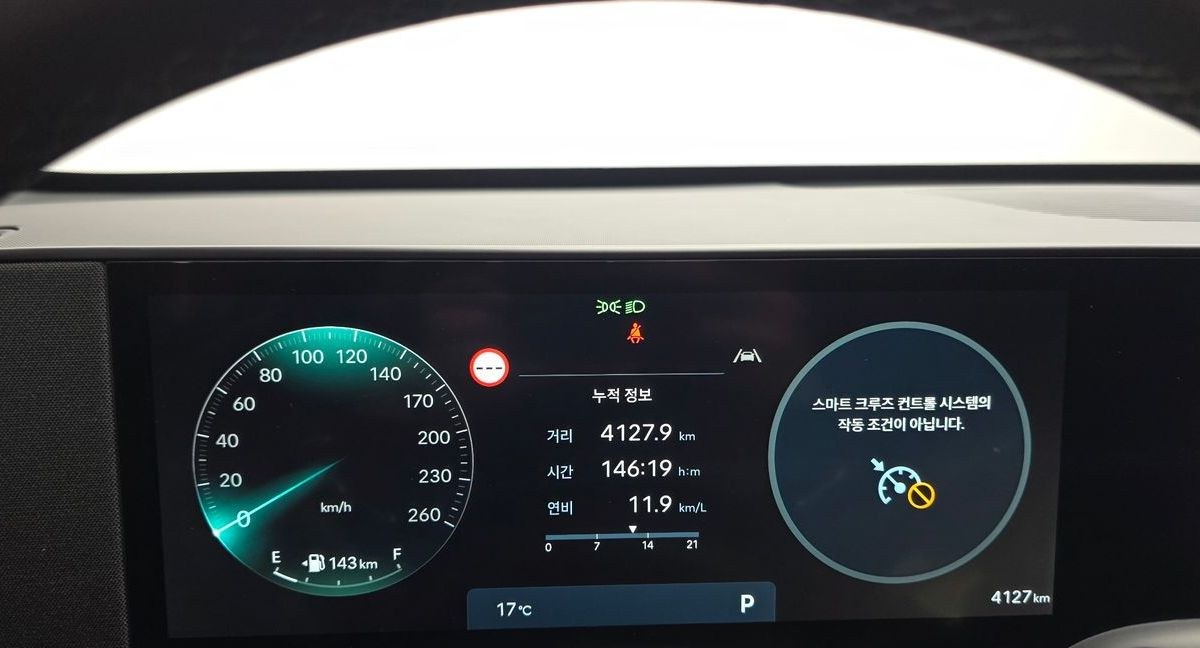 100 120
80 140
60 170
40 200
20 230
0 260
km/h
E 143 km F
---
누적 정보
거리 4127.9 km
시간 146:19 h:m
연비 11.9 km/L
0 7 14 21
17℃ P
스마트 크루즈 컨트롤 시스템의
작동 조건이 아닙니다.
4127 km